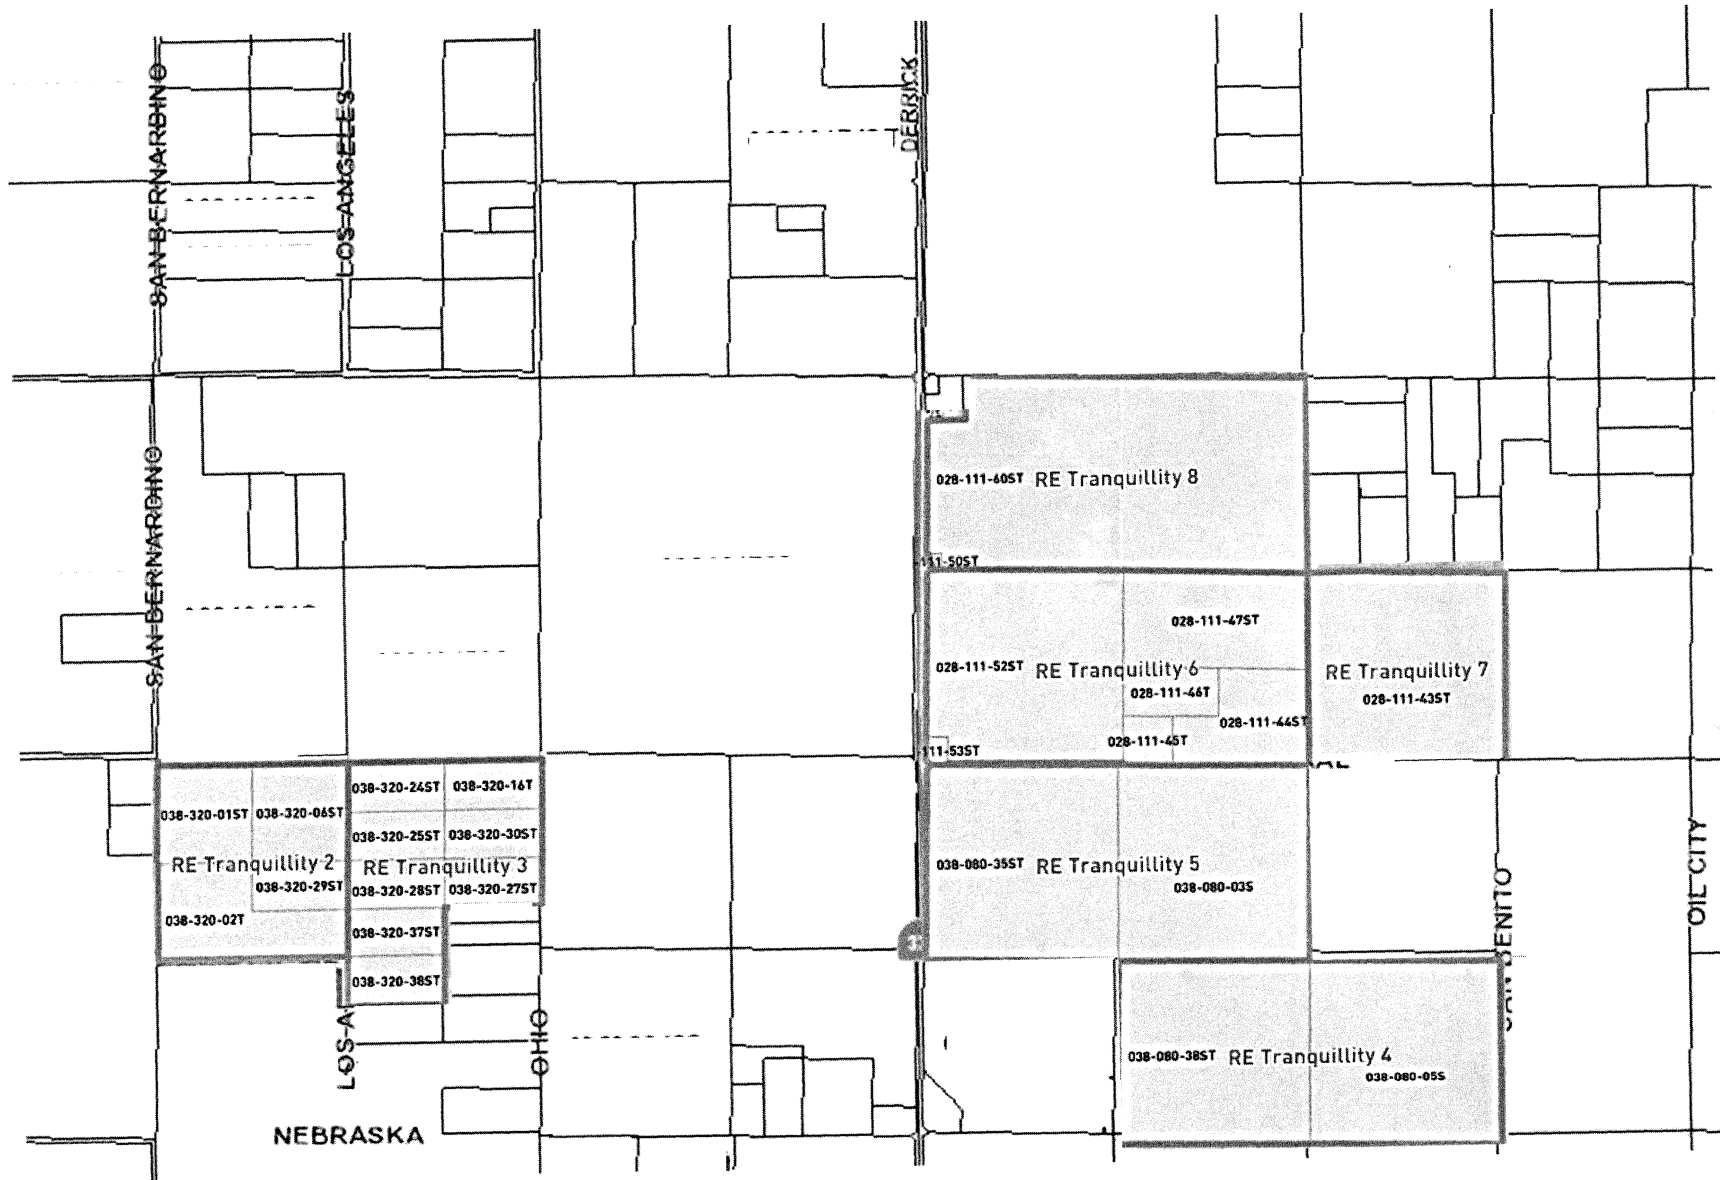 SAN BERNARDINO
LOS ANGELES
DERRICK
SAN BERNARDINO
028-111-60ST RE Tranquillity 8
111-50ST
028-111-47ST
028-111-52ST RE Tranquillity 6
028-111-46T
028-111-44ST
028-111-45T
111-53ST
RE Tranquillity 7
028-111-43ST
AL
038-320-24ST
038-320-16T
038-320-01ST
038-320-06ST
038-320-25ST
038-320-30ST
RE Tranquillity 2
RE Tranquillity 3
038-320-29ST
038-320-28ST
038-320-27ST
038-320-02T
038-320-37ST
038-320-38ST
038-080-35ST RE Tranquillity 5
038-080-03S
OIL CITY
SAN BENITO
LOS A
OHIO
038-080-38ST RE Tranquillity 4
038-080-05S
NEBRASKA